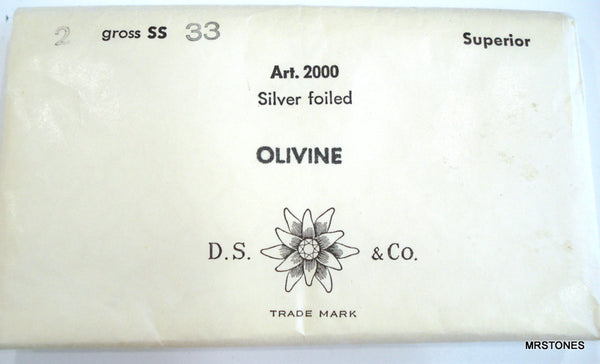 2 gross SS 33 Superior
Art. 2000
Silver foiled
OLIVINE
D.S. & Co.
TRADE MARK
MRSTONES